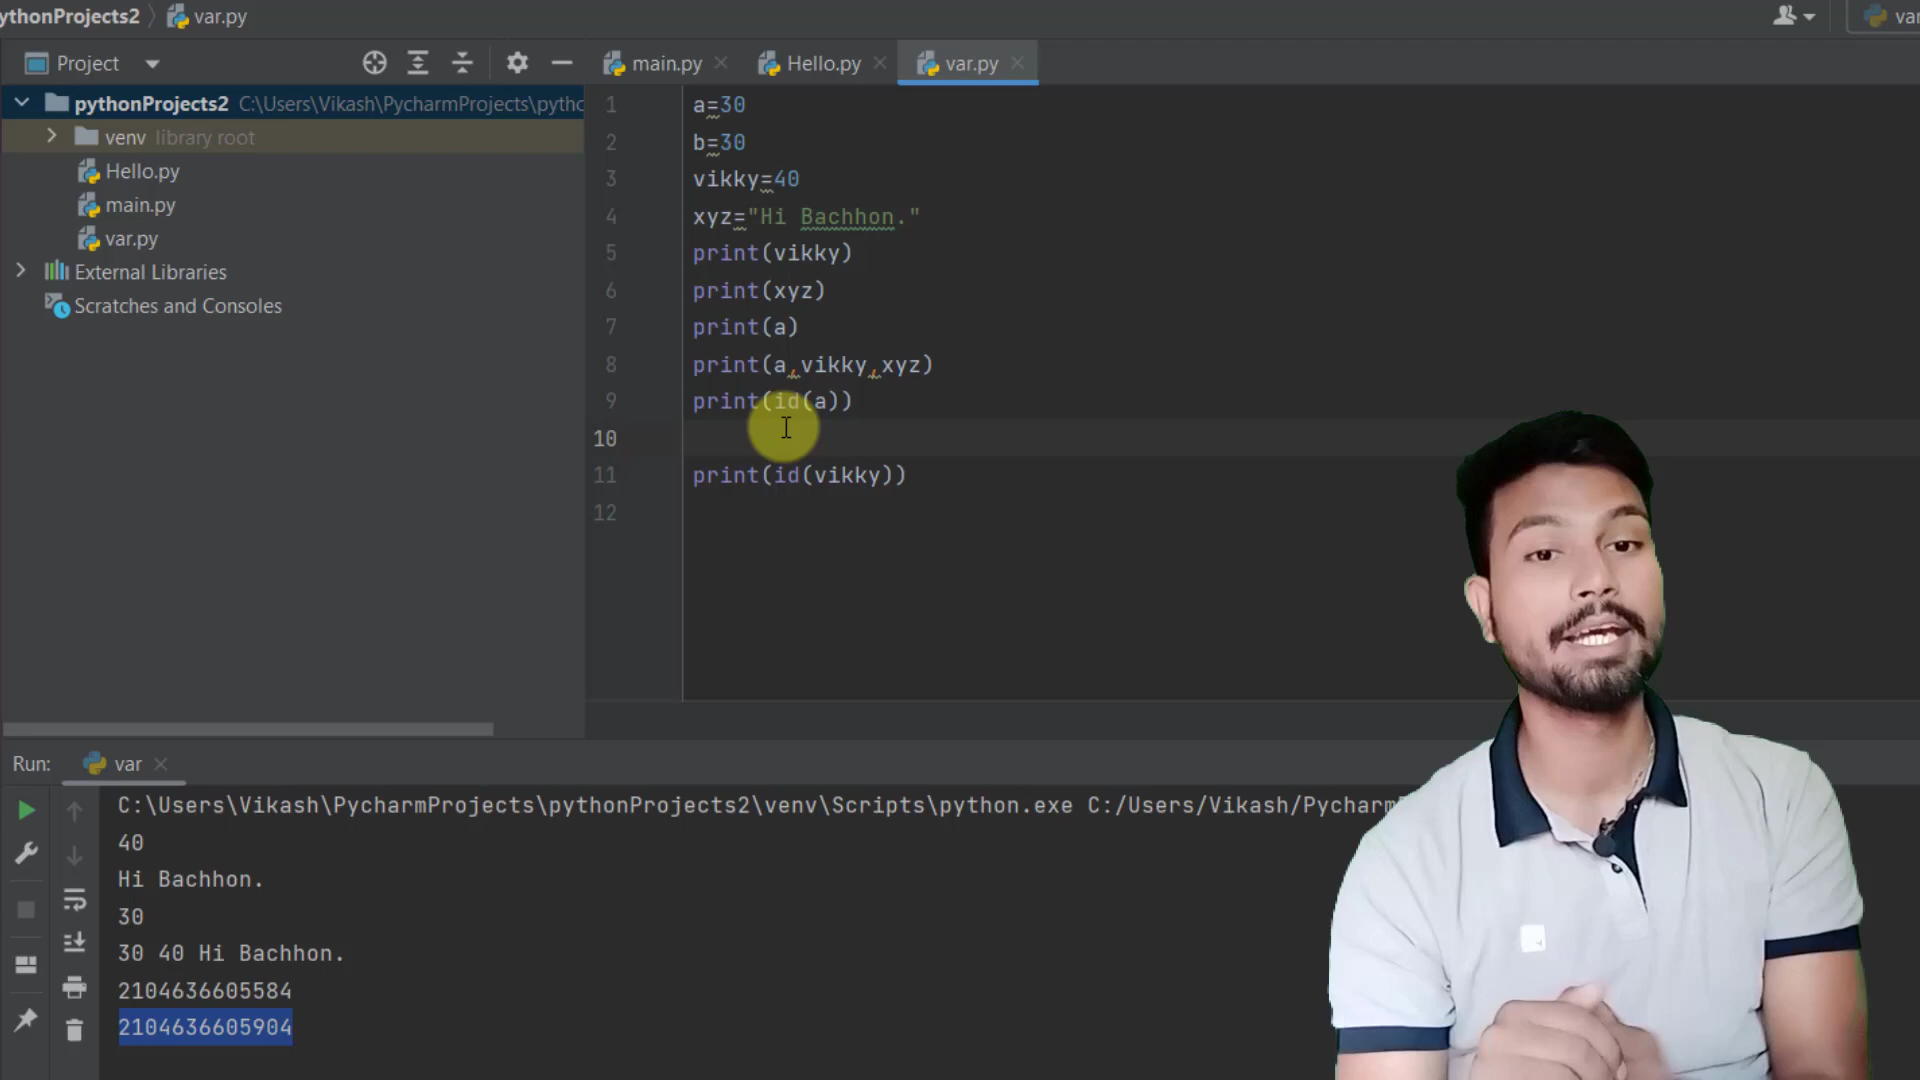 ythonProjects2 var.py
var
Project
main.py
Hello.py
var.py
pythonProjects2 C:\Users\Vikash\PycharmProjects\pythc
venv library root
Hello.py
main.py
var.py
External Libraries
Scratches and Consoles
1 a=30
2 b=30
3 vikky=40
4 xyz="Hi Bachhon."
5 print(vikky)
6 print(xyz)
7 print(a)
8 print(a,vikky,xyz)
9 print(id(a))
10
11 print(id(vikky))
12
Run: var
C:\Users\Vikash\PycharmProjects\pythonProjects2\venv\Scripts\python.exe C:/Users/Vikash/Pycharm
40
Hi Bachhon.
30
30 40 Hi Bachhon.
2104636605584
2104636605904